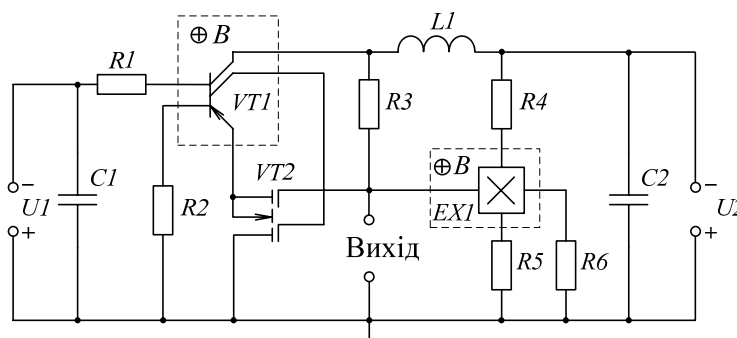 ⊕ B
L1
R1
VT1
R3
R4
VT2
⊕ B
C1
R2
EX1
C2
U1
U2
−
+
−
+
Вихід
R5
R6